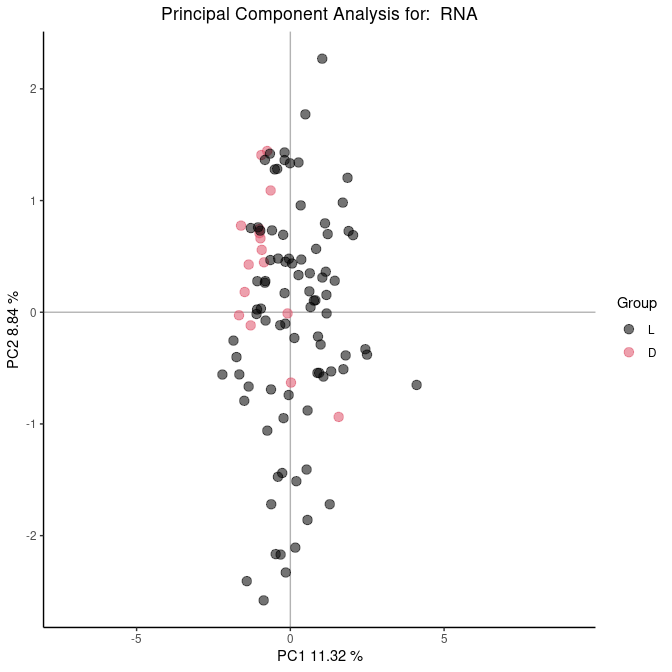 Principal Component Analysis for:  RNA
PC2 8.84 %
2
1
0
-1
-2
-5
0
5
PC1 11.32 %
Group
L
D